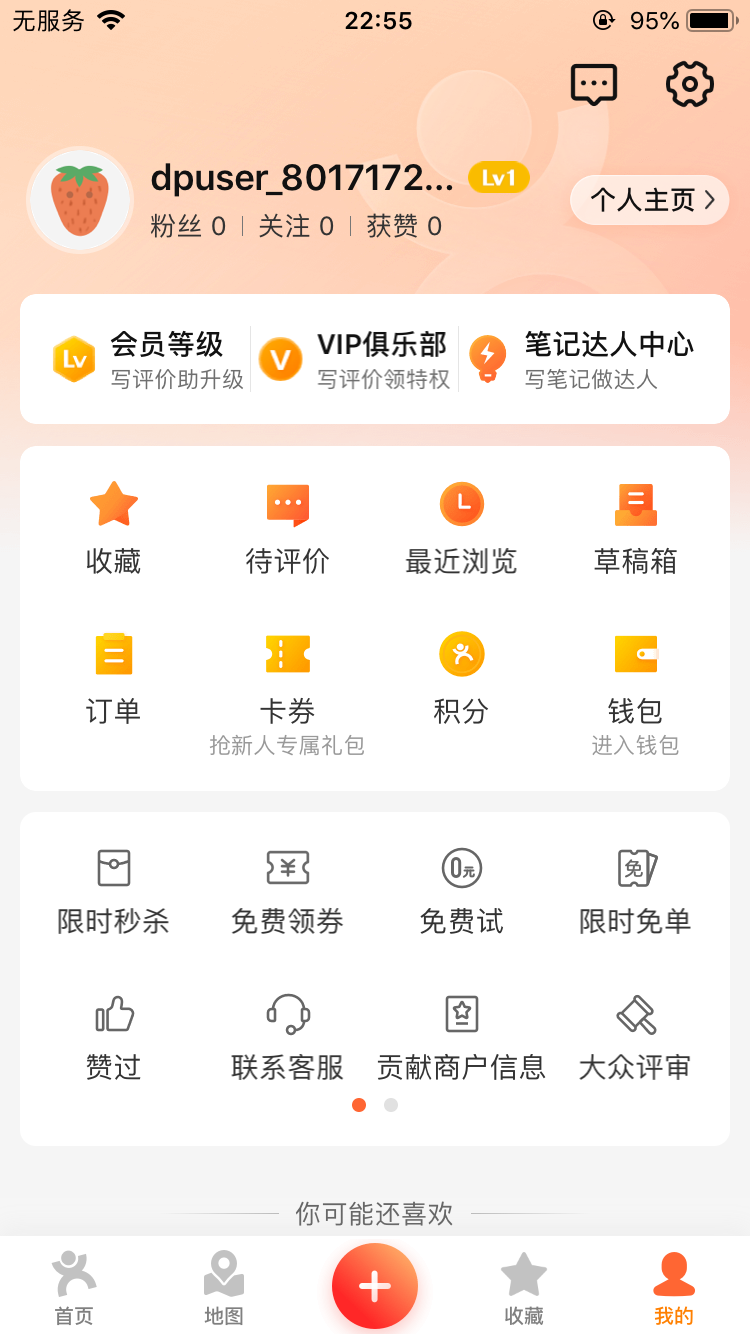 无服务 22:55 95%
dpuser_8017172... Lv1
个人主页
粉丝 0 关注 0 获赞 0
Lv 会员等级 V VIP俱乐部 笔记达人中心
写评价助升级 写评价领特权 写笔记做达人
收藏 待评价 最近浏览 草稿箱
订单 卡券 积分 钱包
抢新人专属礼包 进入钱包
¥ 0元 免
限时秒杀 免费领券 免费试 限时免单
赞过 联系客服 贡献商户信息 大众评审
你可能还喜欢
首页 地图 收藏 我的